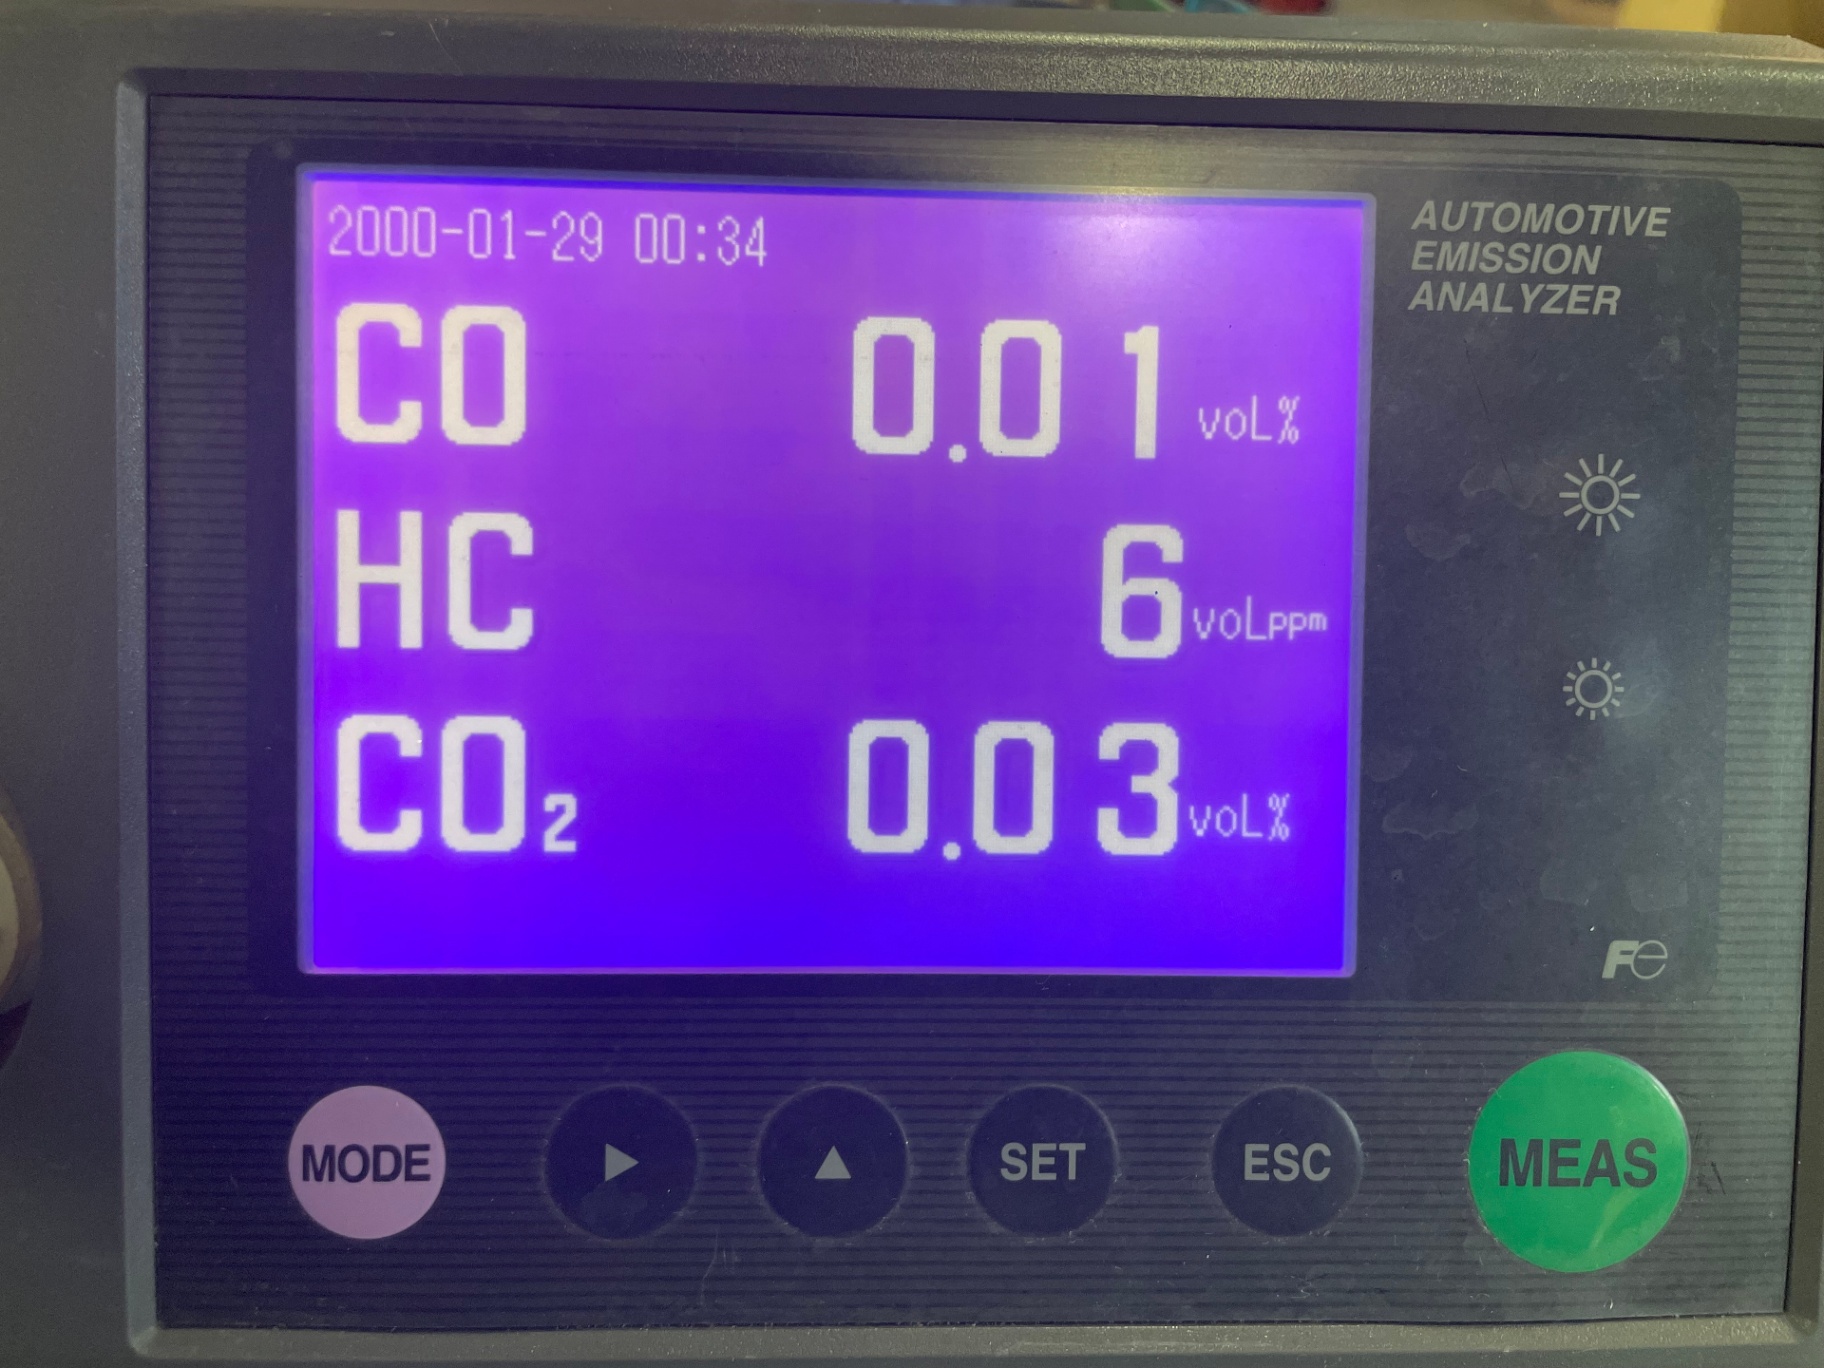 2000-01-29 00:34
CO 0.01 voL%
HC 6 voLppm
CO₂ 0.03 voL%
AUTOMOTIVE
EMISSION
ANALYZER
Fe
MODE ▶ ▲ SET ESC MEAS